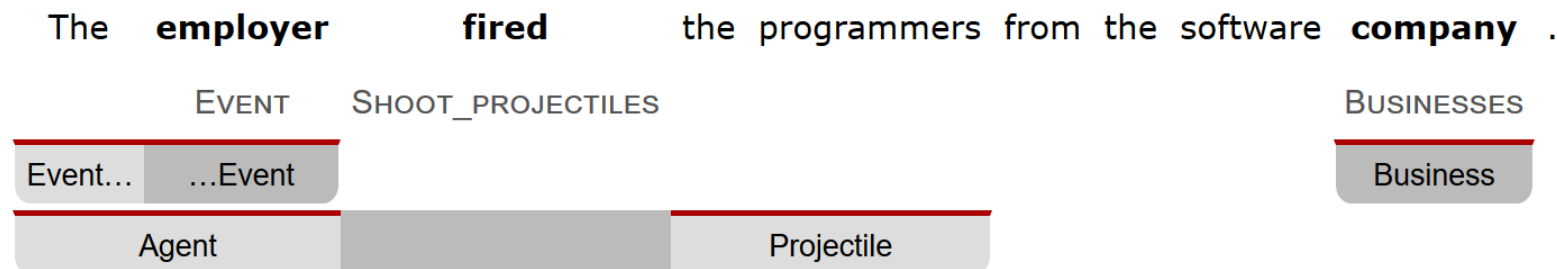 The employer fired the programmers from the software company .
EVENT SHOOT_PROJECTILES BUSINESSES
Event… …Event Business
Agent Projectile